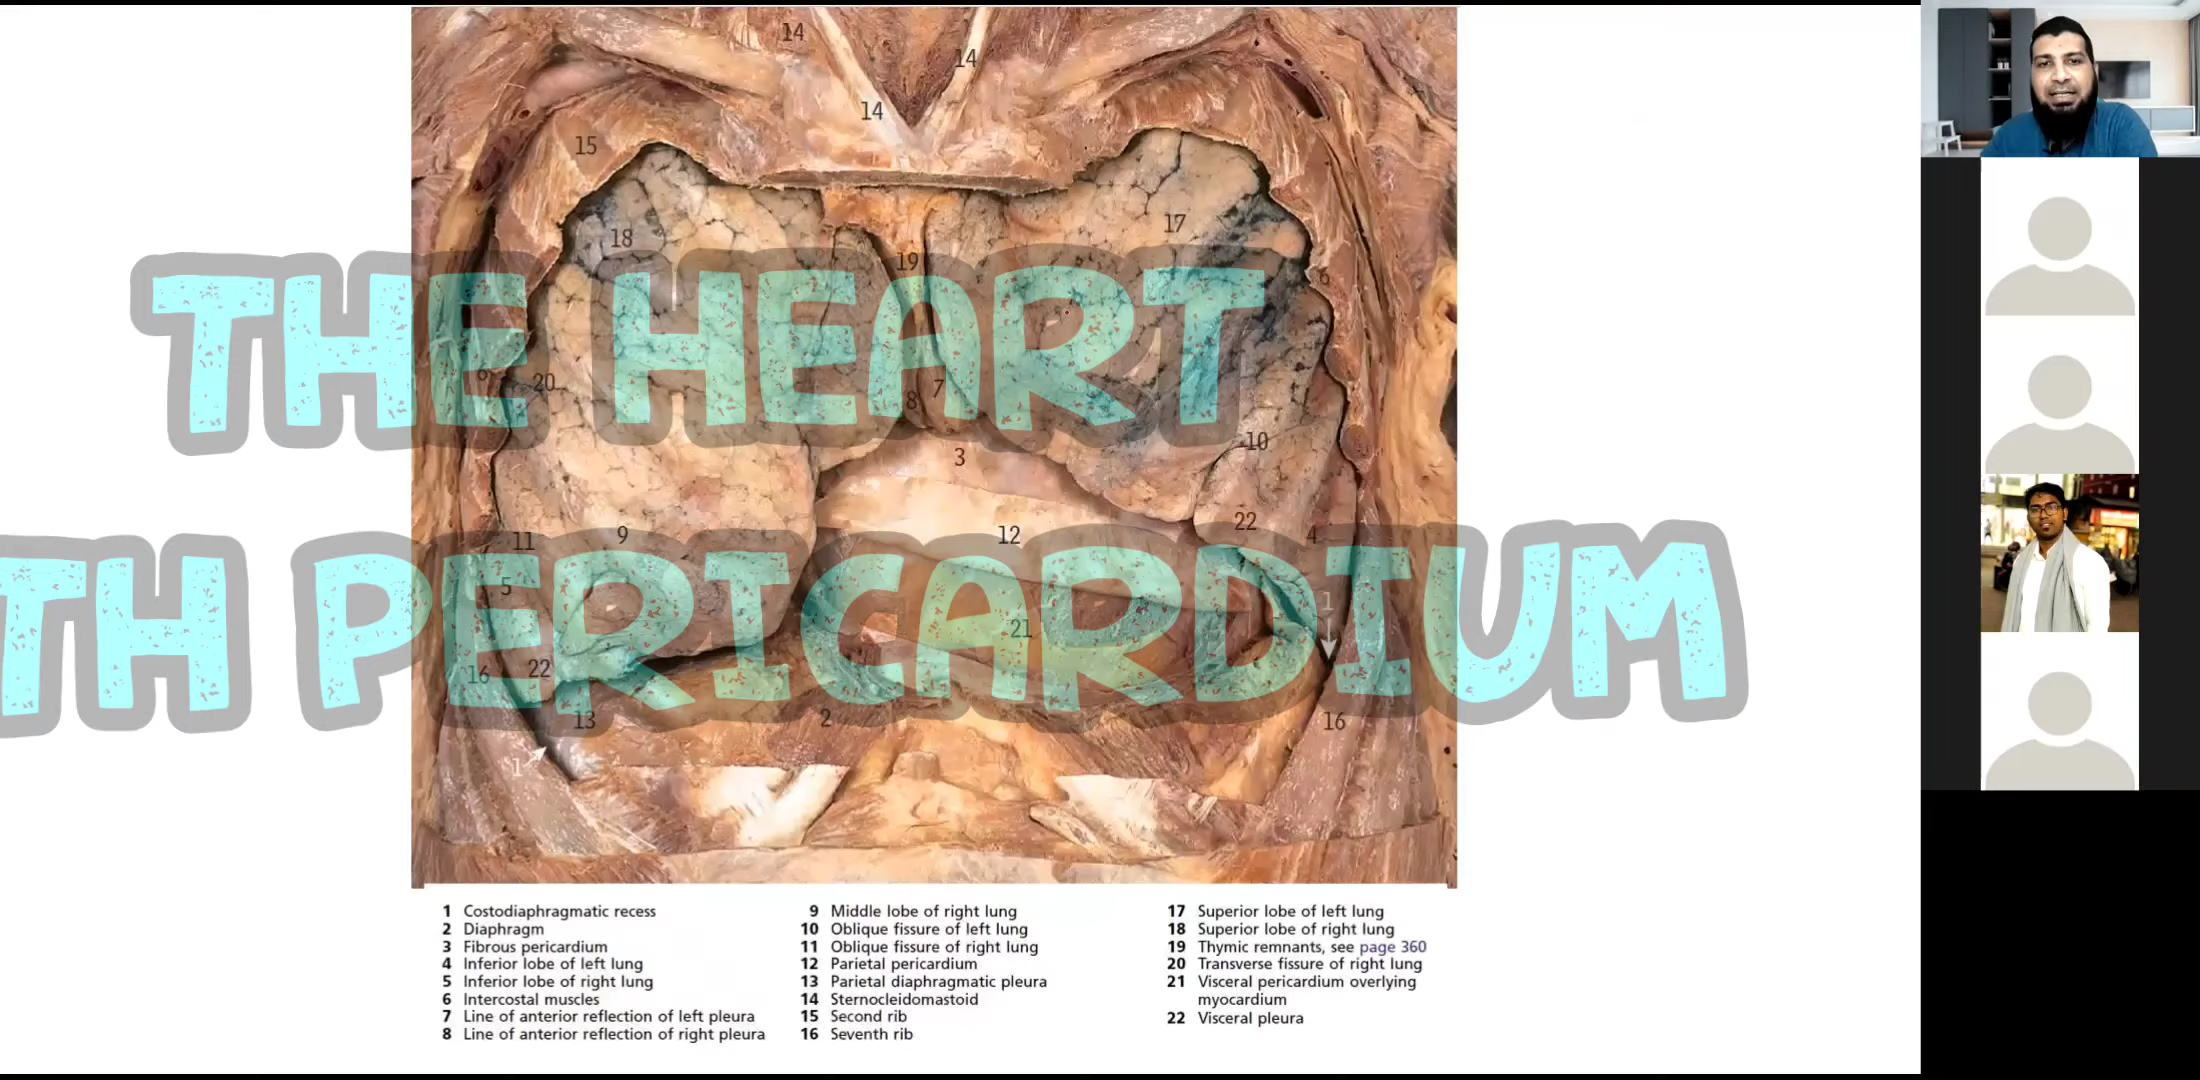 14
14
14
15
17
18
19
6
6
20
7
8
10
3
22
9
12
11
4
5
1
21
22
16
13
2
16
1
THE HEART
TH PERICARDIUM
1 Costodiaphragmatic recess
2 Diaphragm
3 Fibrous pericardium
4 Inferior lobe of left lung
5 Inferior lobe of right lung
6 Intercostal muscles
7 Line of anterior reflection of left pleura
8 Line of anterior reflection of right pleura
9 Middle lobe of right lung
10 Oblique fissure of left lung
11 Oblique fissure of right lung
12 Parietal pericardium
13 Parietal diaphragmatic pleura
14 Sternocleidomastoid
15 Second rib
16 Seventh rib
17 Superior lobe of left lung
18 Superior lobe of right lung
19 Thymic remnants, see page 360
20 Transverse fissure of right lung
21 Visceral pericardium overlying
myocardium
22 Visceral pleura